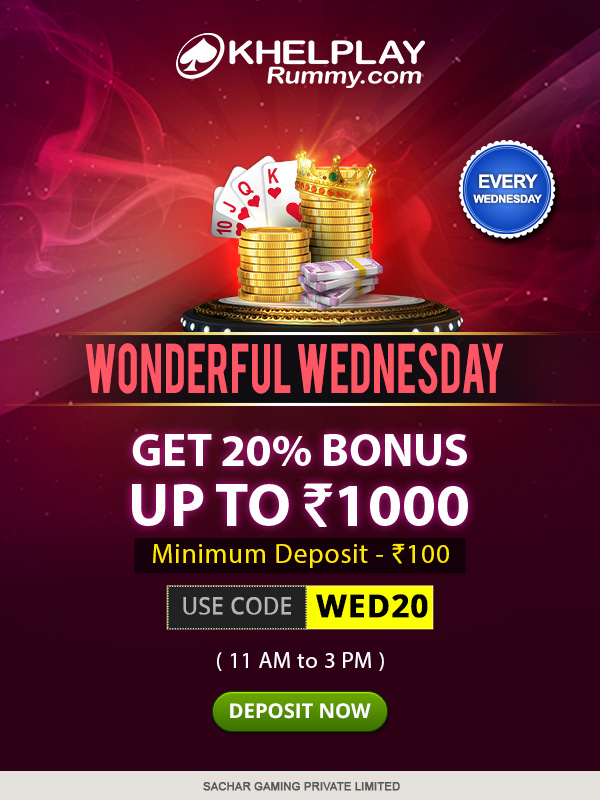 KHELPLAY
Rummy.com
EVERY
WEDNESDAY
10 J Q K
WONDERFUL WEDNESDAY
GET 20% BONUS
UP TO ₹1000
Minimum Deposit - ₹100
USE CODE WED20
( 11 AM to 3 PM )
DEPOSIT NOW
SACHAR GAMING PRIVATE LIMITED